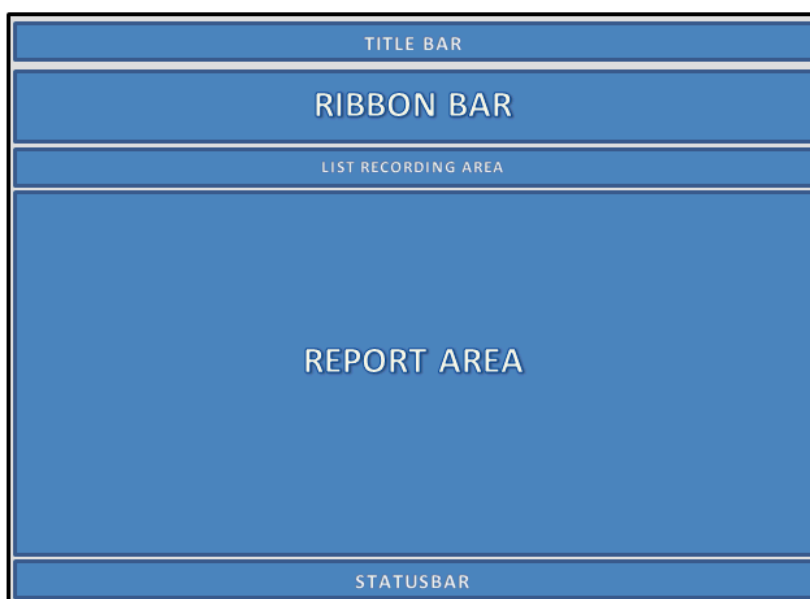 TITLE BAR
RIBBON BAR
LIST RECORDING AREA
REPORT AREA
STATUSBAR